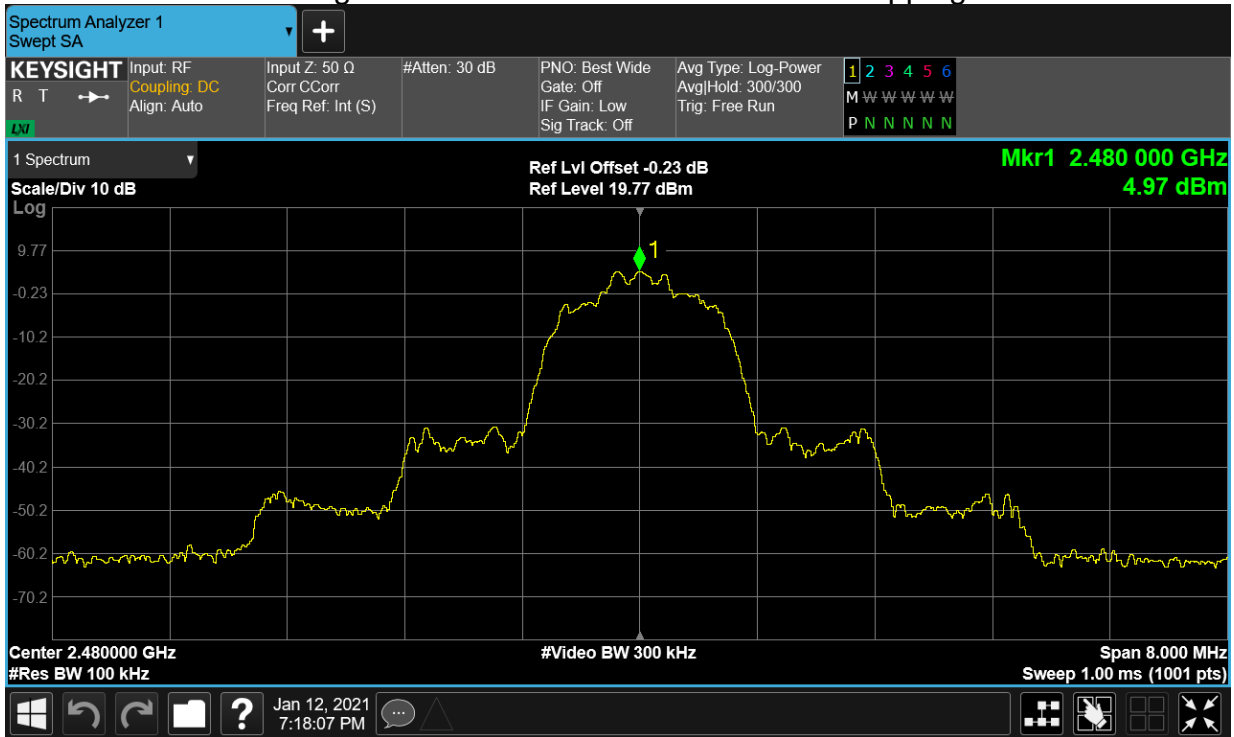 Spectrum Analyzer 1
Swept SA
+
KEYSIGHT
R T
LXI
Input: RF
Coupling: DC
Align: Auto
Input Z: 50 Ω
Corr CCorr
Freq Ref: Int (S)
#Atten: 30 dB
PNO: Best Wide
Gate: Off
IF Gain: Low
Sig Track: Off
Avg Type: Log-Power
Avg|Hold: 300/300
Trig: Free Run
1 2 3 4 5 6
M W W W W W
P N N N N N
1 Spectrum
Scale/Div 10 dB
Log
Ref Lvl Offset -0.23 dB
Ref Level 19.77 dBm
Mkr1 2.480 000 GHz
4.97 dBm
1
9.77
-0.23
-10.2
-20.2
-30.2
-40.2
-50.2
-60.2
-70.2
Center 2.480000 GHz
#Res BW 100 kHz
#Video BW 300 kHz
Span 8.000 MHz
Sweep 1.00 ms (1001 pts)
?
Jan 12, 2021
7:18:07 PM